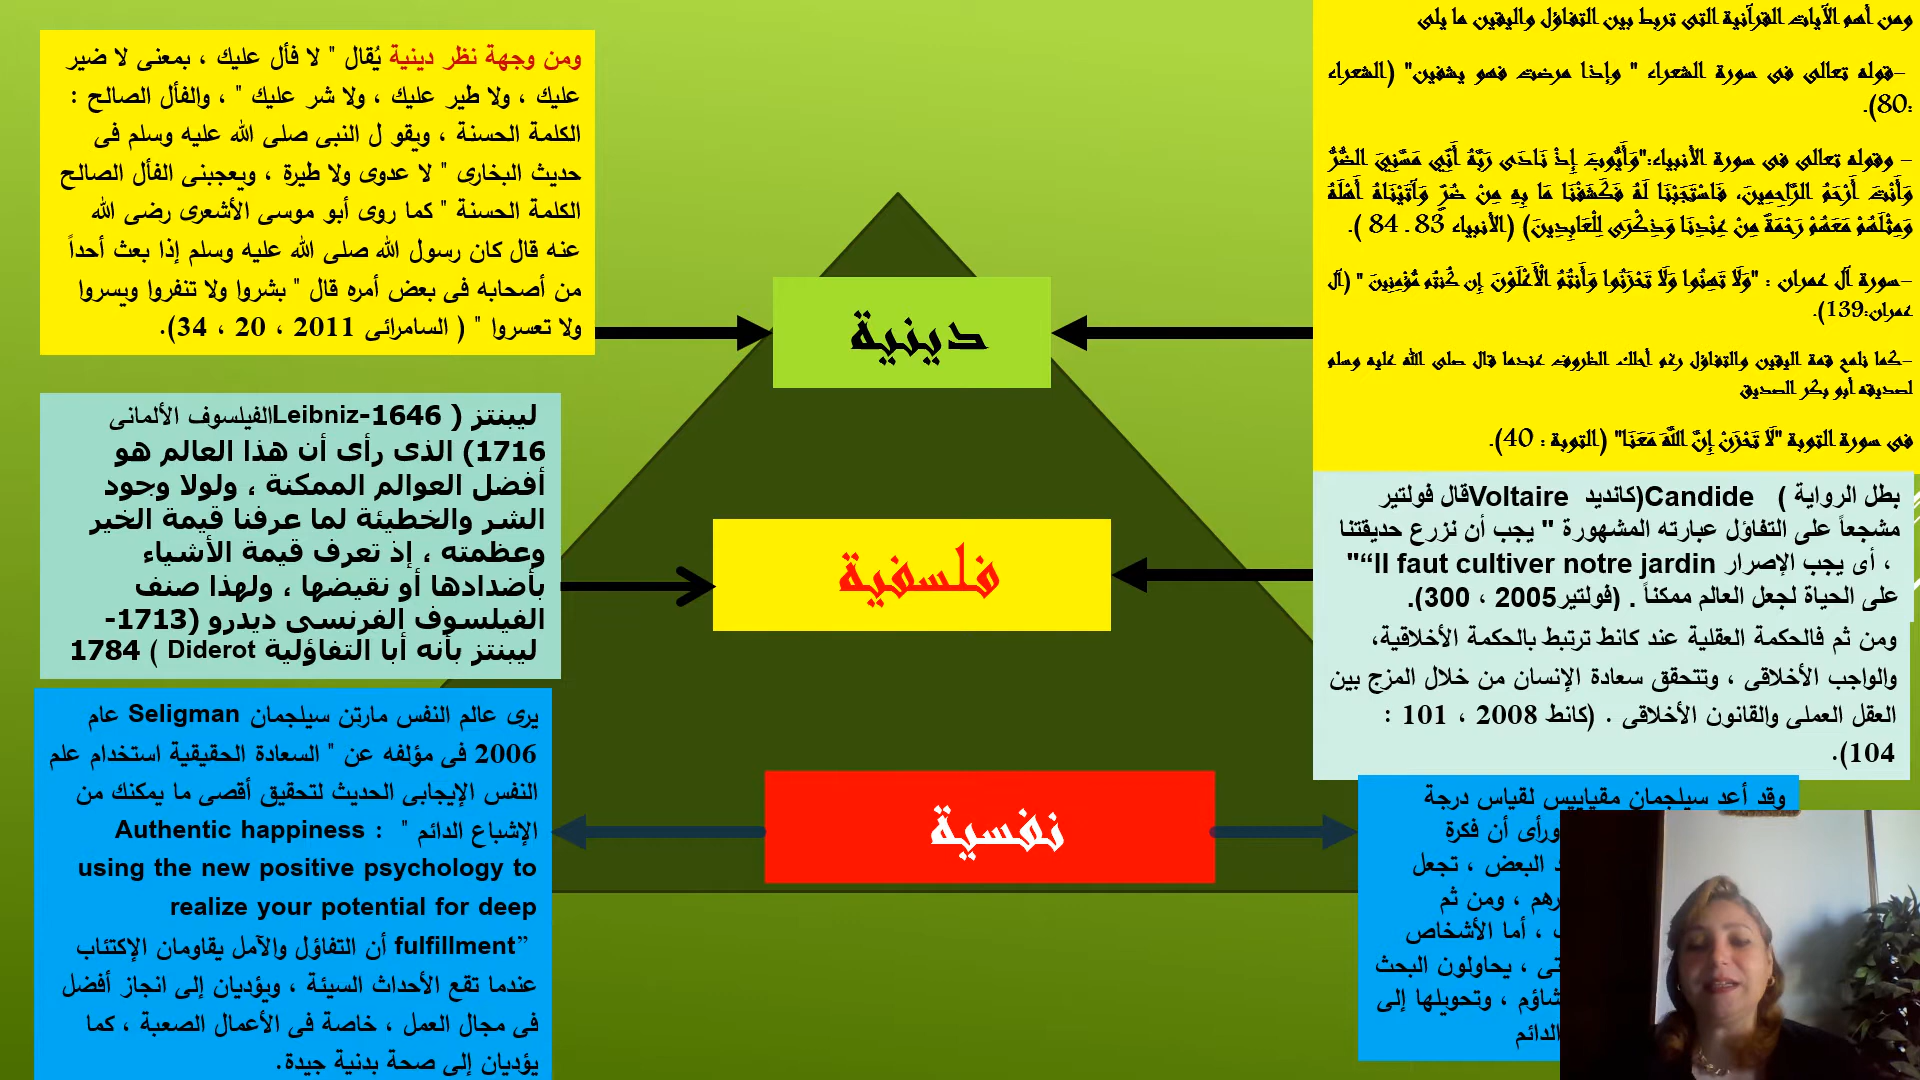 ومن أهم الآيات القرآنية التى تربط بين التفاؤل واليقين ما يلى
-قوله تعالى فى سورة الشعراء " وإذا مرضت فهو يشفين" (الشعراء
:80).
- وقوله تعالى فى سورة الأنبياء:"وَأَيُّوبَ إِذْ نَادَى رَبَّهُ أَنِّي مَسَّنِيَ الضُّرُّ
وَأَنْتَ أَرْحَمُ الرَّاحِمِينَ، فَاسْتَجَبْنَا لَهُ فَكَشَفْنَا مَا بِهِ مِنْ ضُرٍّ وَآَتَيْنَاهُ أَهْلَهُ
وَمِثْلَهُمْ مَعَهُمْ رَحْمَةً مِنْ عِنْدِنَا وَذِكْرَى لِلْعَابِدِينَ) (الأنبياء 83 ـ 84 ).
-سورة آل عمران : "وَلَا تَهِنُوا وَلَا تَحْزَنُوا وَأَنتُمُ الْأَعْلَوْنَ إِن كُنتُم مُّؤْمِنِينَ " (آل
عمران:139).
-كما نلمح قمة اليقين والتفاؤل رغم أحلك الظروف عندما قال صلى الله عليه وسلم
لصديقه أبو بكر الصديق
فى سورة التوبة "لَا تَحْزَنْ إِنَّ اللَّهَ مَعَنَا" (التوبة : 40).
ومن وجهة نظر دينية يُقال " لا فأل عليك ، بمعنى لا ضير
عليك ، ولا طير عليك ، ولا شر عليك " ، والفأل الصالح :
الكلمة الحسنة ، ويقو ل النبى صلى الله عليه وسلم فى
حديث البخارى " لا عدوى ولا طيرة ، ويعجبنى الفأل الصالح
الكلمة الحسنة " كما روى أبو موسى الأشعرى رضى الله
عنه قال كان رسول الله صلى الله عليه وسلم إذا بعث أحداً
من أصحابه فى بعض أمره قال " بشروا ولا تنفروا ويسروا
ولا تعسروا " ( السامرائى 2011 ، 20 ، 34).
دينية
بطل الرواية ) Candide (كانديد Voltaireقال فولتير
مشجعاً على التفاؤل عبارته المشهورة " يجب أن نزرع حديقتنا
، أى يجب الإصرار Il faut cultiver notre jardin“"
على الحياة لجعل العالم ممكناً . (فولتير2005 ، 300).
ومن ثم فالحكمة العقلية عند كانط ترتبط بالحكمة الأخلاقية،
والواجب الأخلاقى ، وتتحقق سعادة الإنسان من خلال المزج بين
العقل العملى والقانون الأخلاقى . (كانط 2008 ، 101 :
104).
فلسفية
ليبنتز ( 1646-Leibnizالفيلسوف الألمانى
1716) الذى رأى أن هذا العالم هو
أفضل العوالم الممكنة ، ولولا وجود
الشر والخطيئة لما عرفنا قيمة الخير
وعظمته ، إذ تعرف قيمة الأشياء
بأضدادها أو نقيضها ، ولهذا صنف
الفيلسوف الفرنسى ديدرو (1713-
ليبنتز بأنه أبا التفاؤلية Diderot ) 1784
نفسية
وقد أعد سيلجمان مقياييس لقياس درجة
ورأى أن فكرة
البعض ، تجعل
، ومن ثم
، أما الأشخاص
، يحاولون البحث
، وتحويلها إلى
الدائم
يرى عالم النفس مارتن سيلجمان Seligman عام
2006 فى مؤلفه عن " السعادة الحقيقية استخدام علم
النفس الإيجابى الحديث لتحقيق أقصى ما يمكنك من
الإشباع الدائم " : Authentic happiness
using the new positive psychology to
realize your potential for deep
fulfillment” أن التفاؤل والآمل يقاومان الإكتئاب
عندما تقع الأحداث السيئة ، ويؤديان إلى انجاز أفضل
فى مجال العمل ، خاصة فى الأعمال الصعبة ، كما
يؤديان إلى صحة بدنية جيدة.